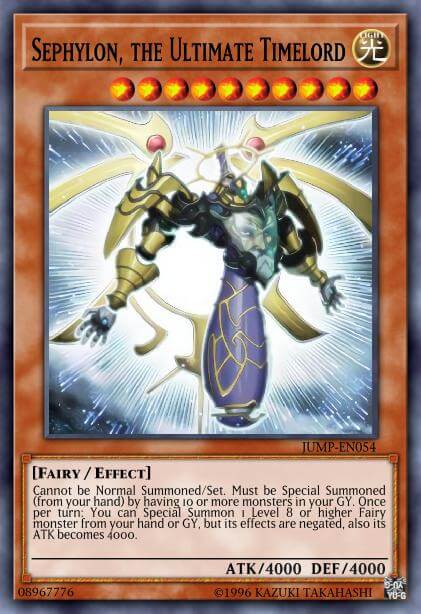 SEPHYLON, THE ULTIMATE TIMELORD
LIGHT
光
JUMP-EN054
[FAIRY / EFFECT]
Cannot be Normal Summoned/Set. Must be Special Summoned
(from your hand) by having 10 or more monsters in your GY. Once
per turn: You can Special Summon 1 Level 8 or higher Fairy
monster from your hand or GY, but its effects are negated, also its
ATK becomes 4000.
ATK/4000 DEF/4000
08967776
©1996 KAZUKI TAKAHASHI